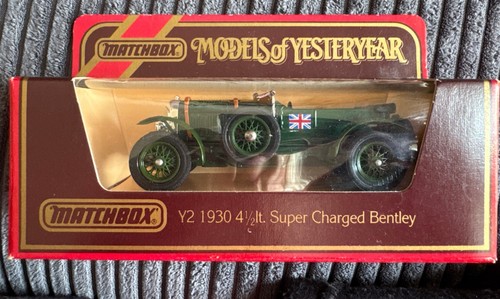 MATCHBOX
MODELS of YESTERYEAR
MATCHBOX
Y2 1930 4½lt. Super Charged Bentley